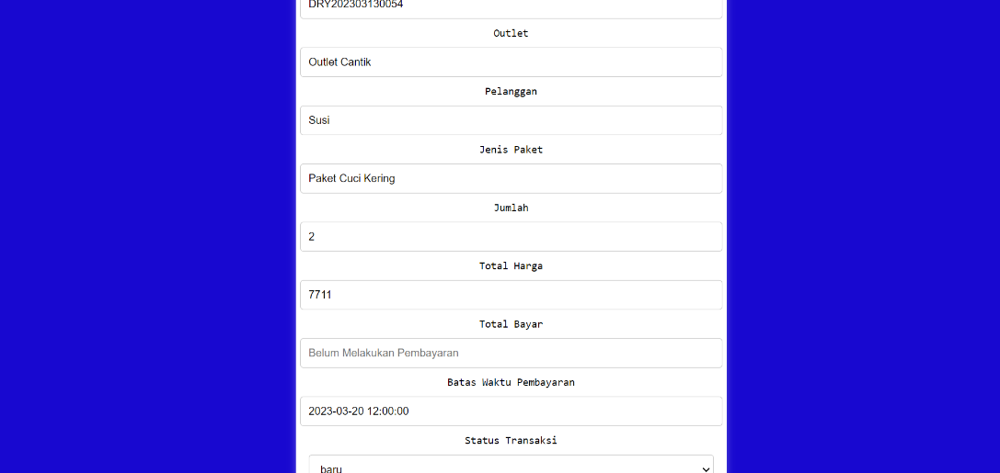 DRY202303130054
Outlet
Outlet Cantik
Pelanggan
Susi
Jenis Paket
Paket Cuci Kering
Jumlah
2
Total Harga
7711
Total Bayar
Belum Melakukan Pembayaran
Batas Waktu Pembayaran
2023-03-20 12:00:00
Status Transaksi
baru